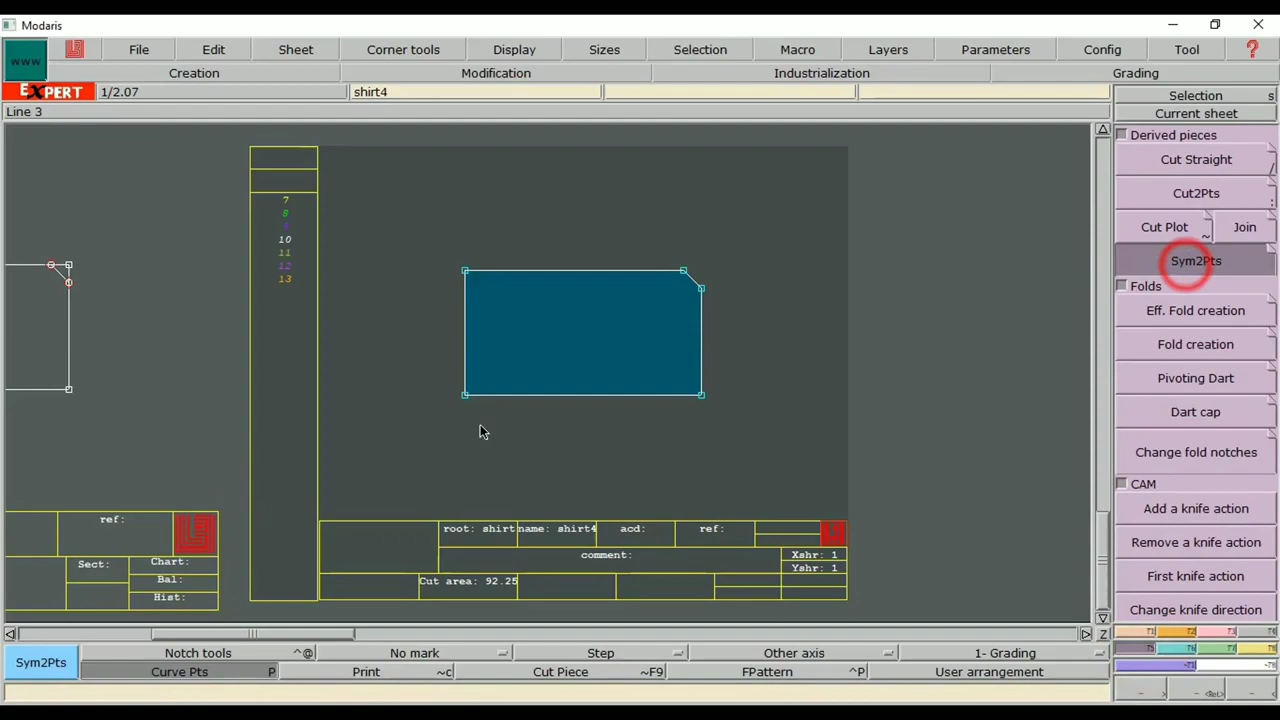 Modaris
www
File Edit Sheet Corner tools Display Sizes Selection Macro Layers Parameters Config Tool ?
Creation Modification Industrialization Grading
EXPERT 1/2.07 shirt4
Line 3
Selection s
Current sheet
Derived pieces
Cut Straight /
Cut2Pts :
Cut Plot ~ Join
Sym2Pts
Folds
Eff. Fold creation
Fold creation
Pivoting Dart
Dart cap
Change fold notches
CAM
Add a knife action
Remove a knife action
First knife action
Change knife direction
7
8
9
10
11
12
13
ref:
Sect: Chart:
Bal:
Hist:
root: shirt name: shirt4 acd: ref:
comment: Xshr: 1
Yshr: 1
Cut area: 92.25
Z
Sym2Pts
Notch tools ^@ No mark Step Other axis 1- Grading
Curve Pts P Print ~c Cut Piece ~F9 FPattern ^P User arrangement